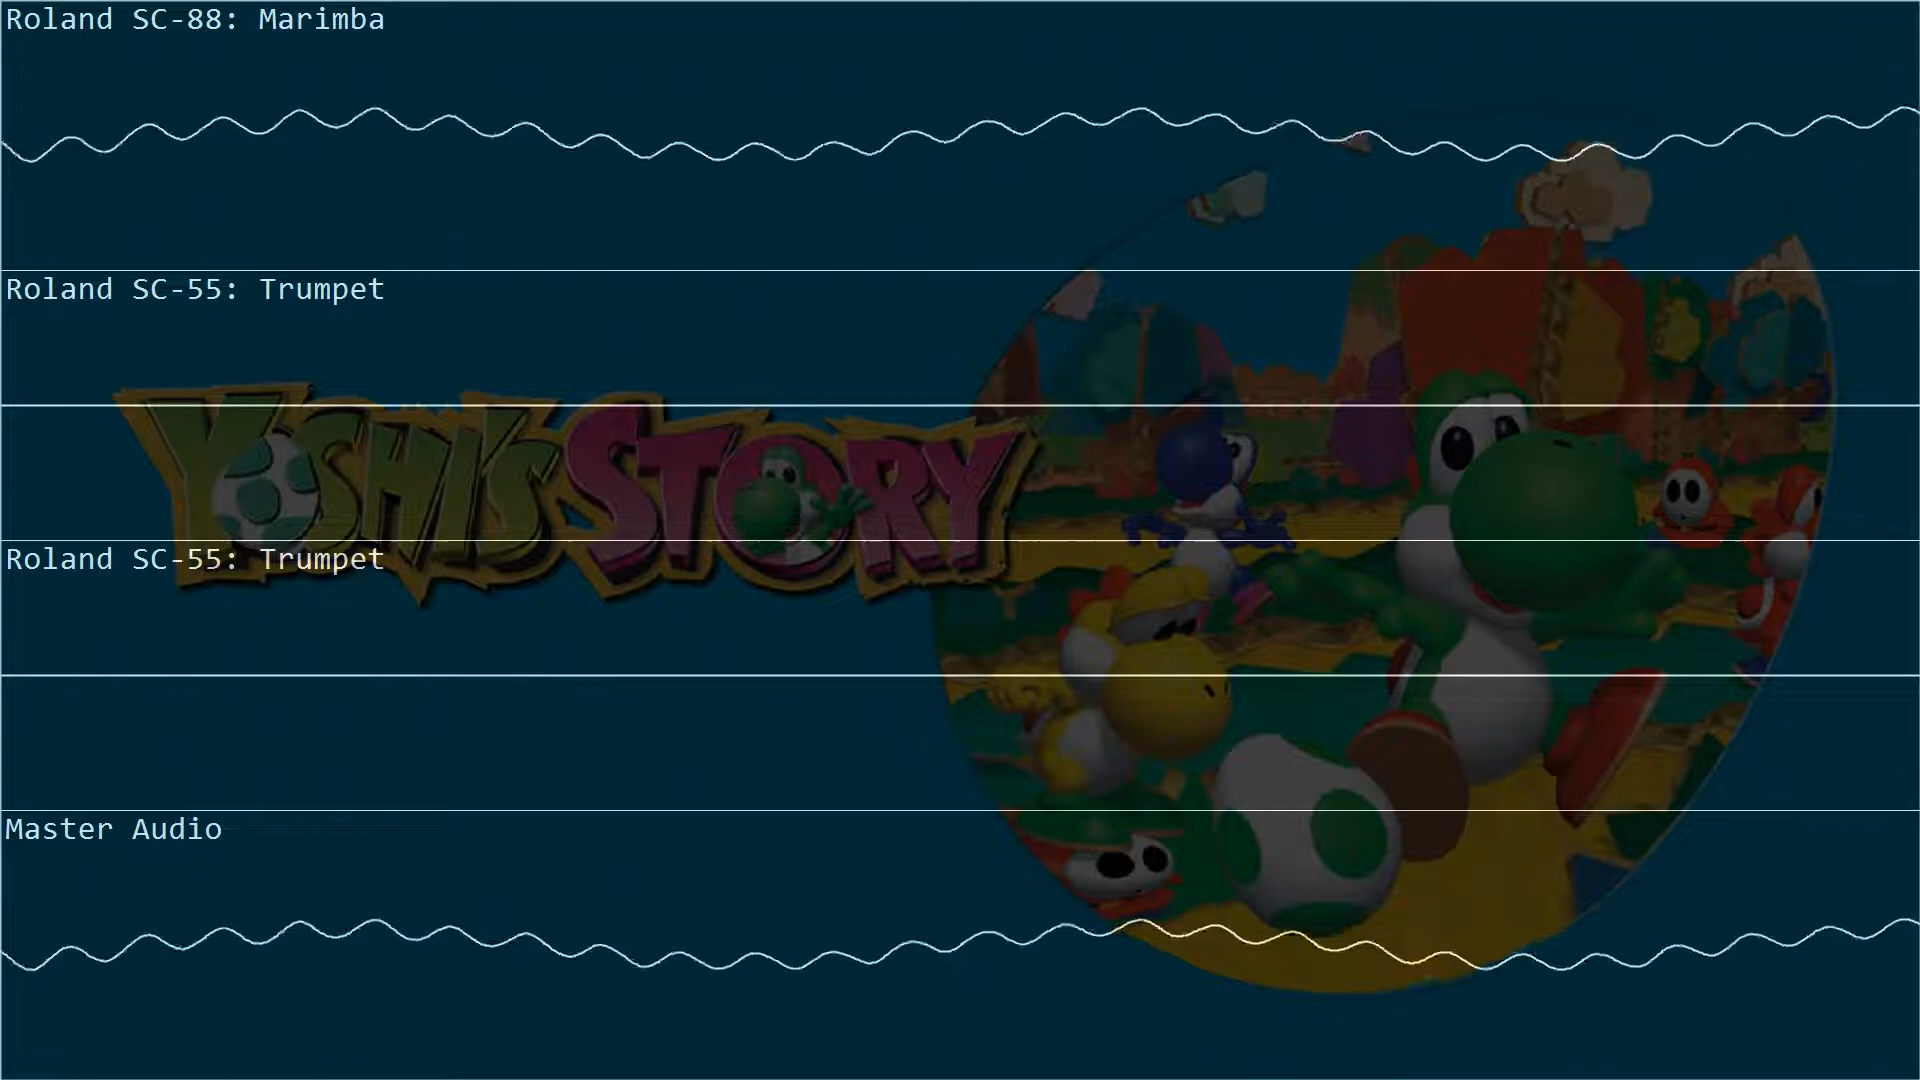 Roland SC-88: Marimba
Roland SC-55: Trumpet
YOSHI'S STORY
Roland SC-55: Trumpet
Master Audio